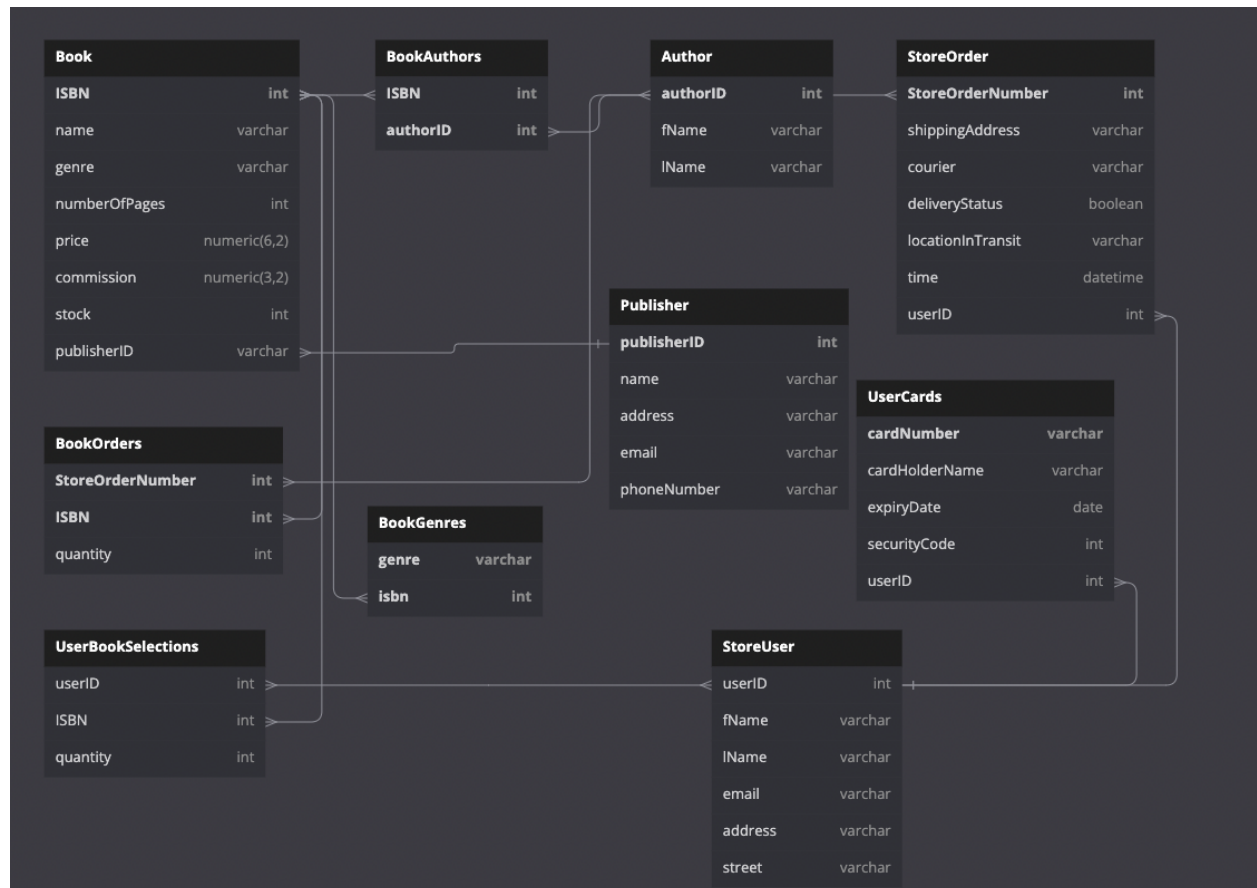 Book
ISBN int
name varchar
genre varchar
numberOfPages int
price numeric(6,2)
commission numeric(3,2)
stock int
publisherID varchar
BookAuthors
ISBN int
authorID int
Author
authorID int
fName varchar
lName varchar
StoreOrder
StoreOrderNumber int
shippingAddress varchar
courier varchar
deliveryStatus boolean
locationInTransit varchar
time datetime
userID int
Publisher
publisherID int
name varchar
address varchar
email varchar
phoneNumber varchar
UserCards
cardNumber varchar
cardHolderName varchar
expiryDate date
securityCode int
userID int
BookOrders
StoreOrderNumber int
ISBN int
quantity int
BookGenres
genre varchar
isbn int
UserBookSelections
userID int
ISBN int
quantity int
StoreUser
userID int
fName varchar
lName varchar
email varchar
address varchar
street varchar